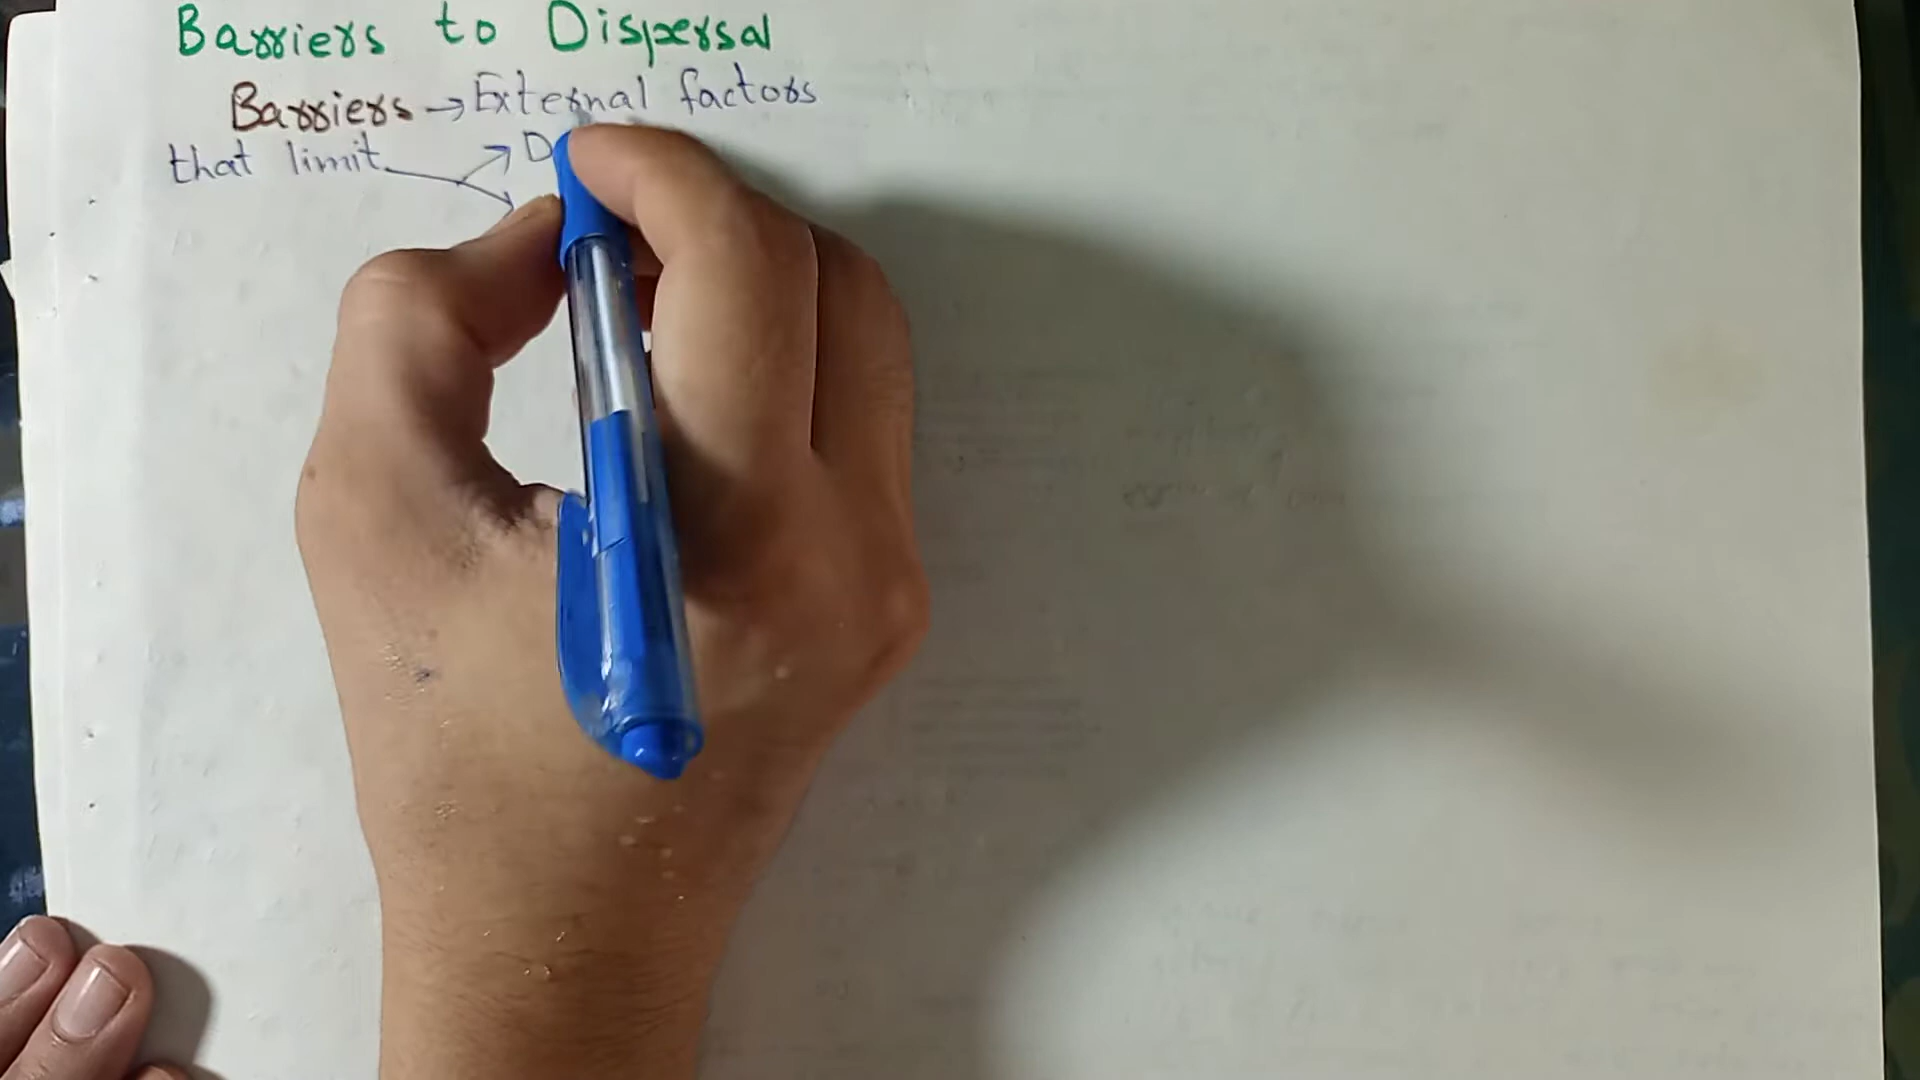 Barriers to Dispersal
Barriers → External factors
that limit → D